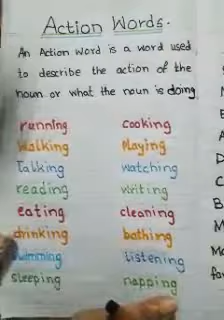 Action Words.
An Action Word is a word used
to describe the action of the
noun or what the noun is doing
running cooking
walking playing
Talking watching
reading writing
eating cleaning
drinking bathing
swimming listening
sleeping napping